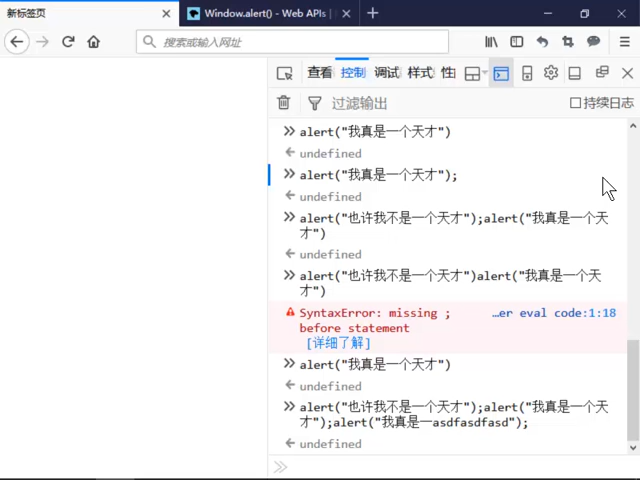 新标签页
Window.alert() - Web APIs |
搜索或输入网址
查看 控制 调试 样式 性
过滤输出
持续日志
alert("我真是一个天才")
undefined
alert("我真是一个天才");
undefined
alert("也许我不是一个天才");alert("我真是一个天
才")
undefined
alert("也许我不是一个天才")alert("我真是一个天
才")
SyntaxError: missing ; …er eval code:1:18
before statement
[详细了解]
alert("我真是一个天才")
undefined
alert("也许我不是一个天才");alert("我真是一个天
才");alert("我真是一asdfasdfasd");
undefined